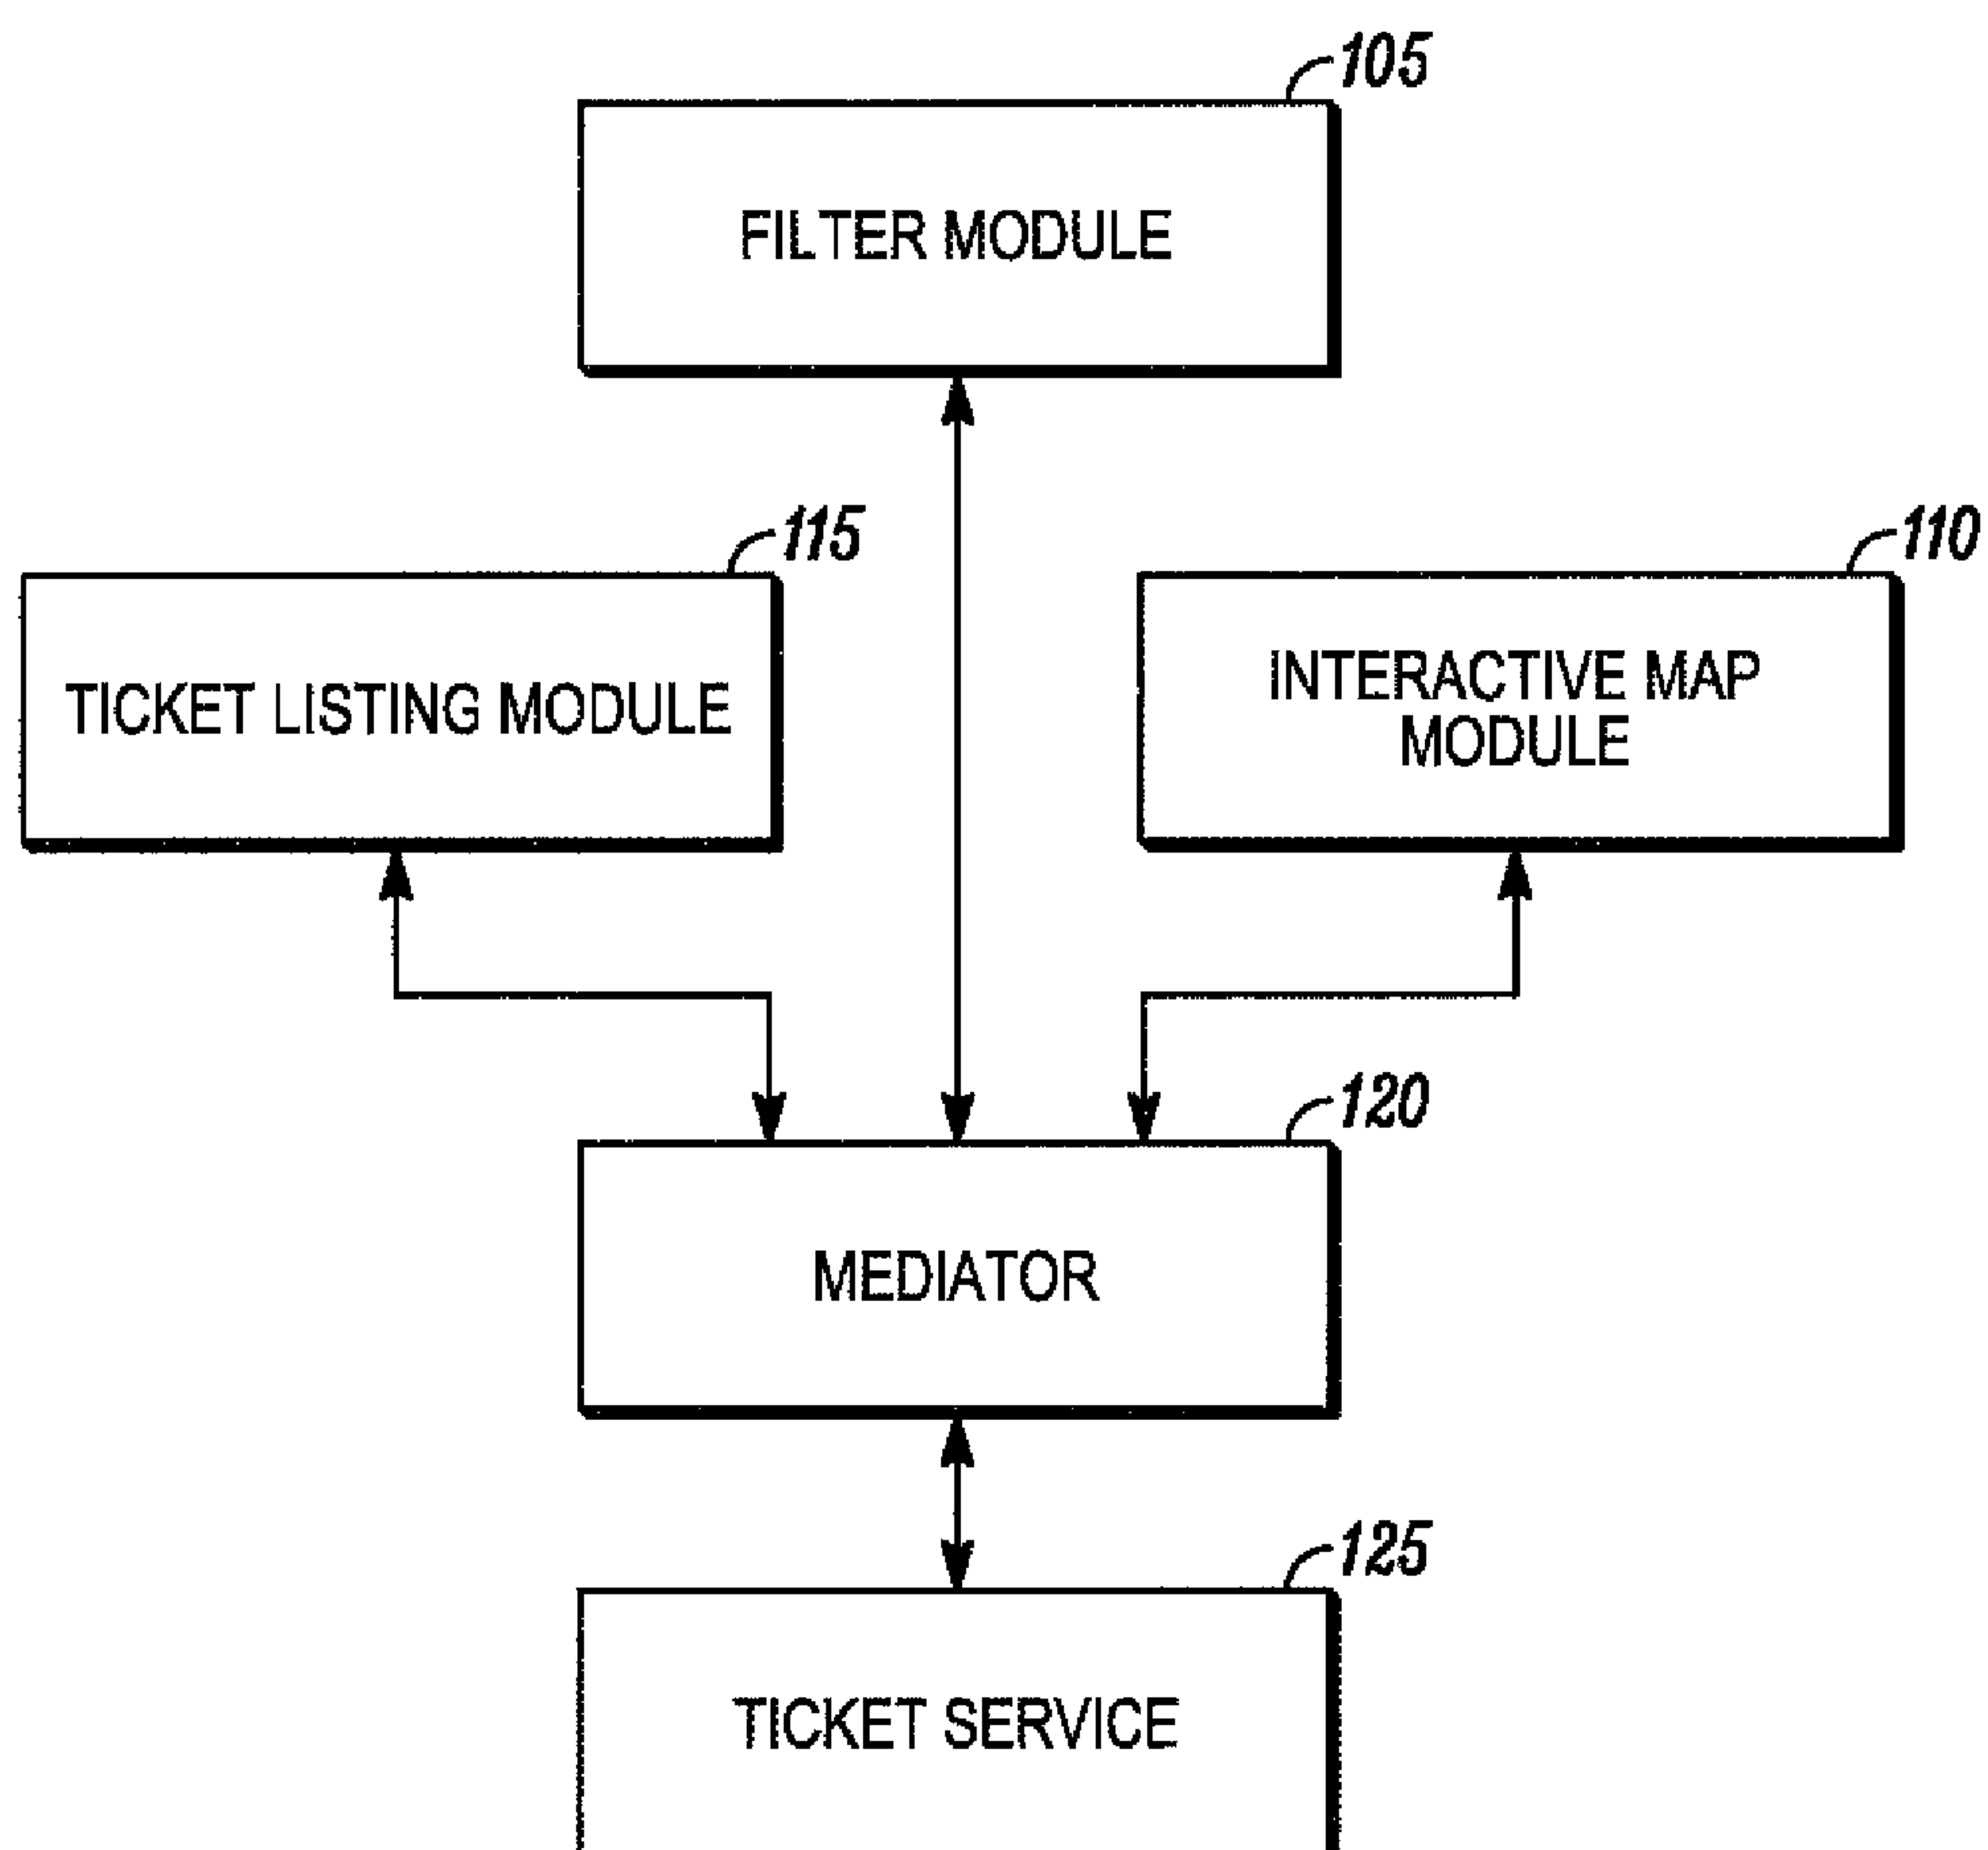 105
FILTER MODULE
115
110
TICKET LISTING MODULE
INTERACTIVE MAP
MODULE
120
MEDIATOR
125
TICKET SERVICE